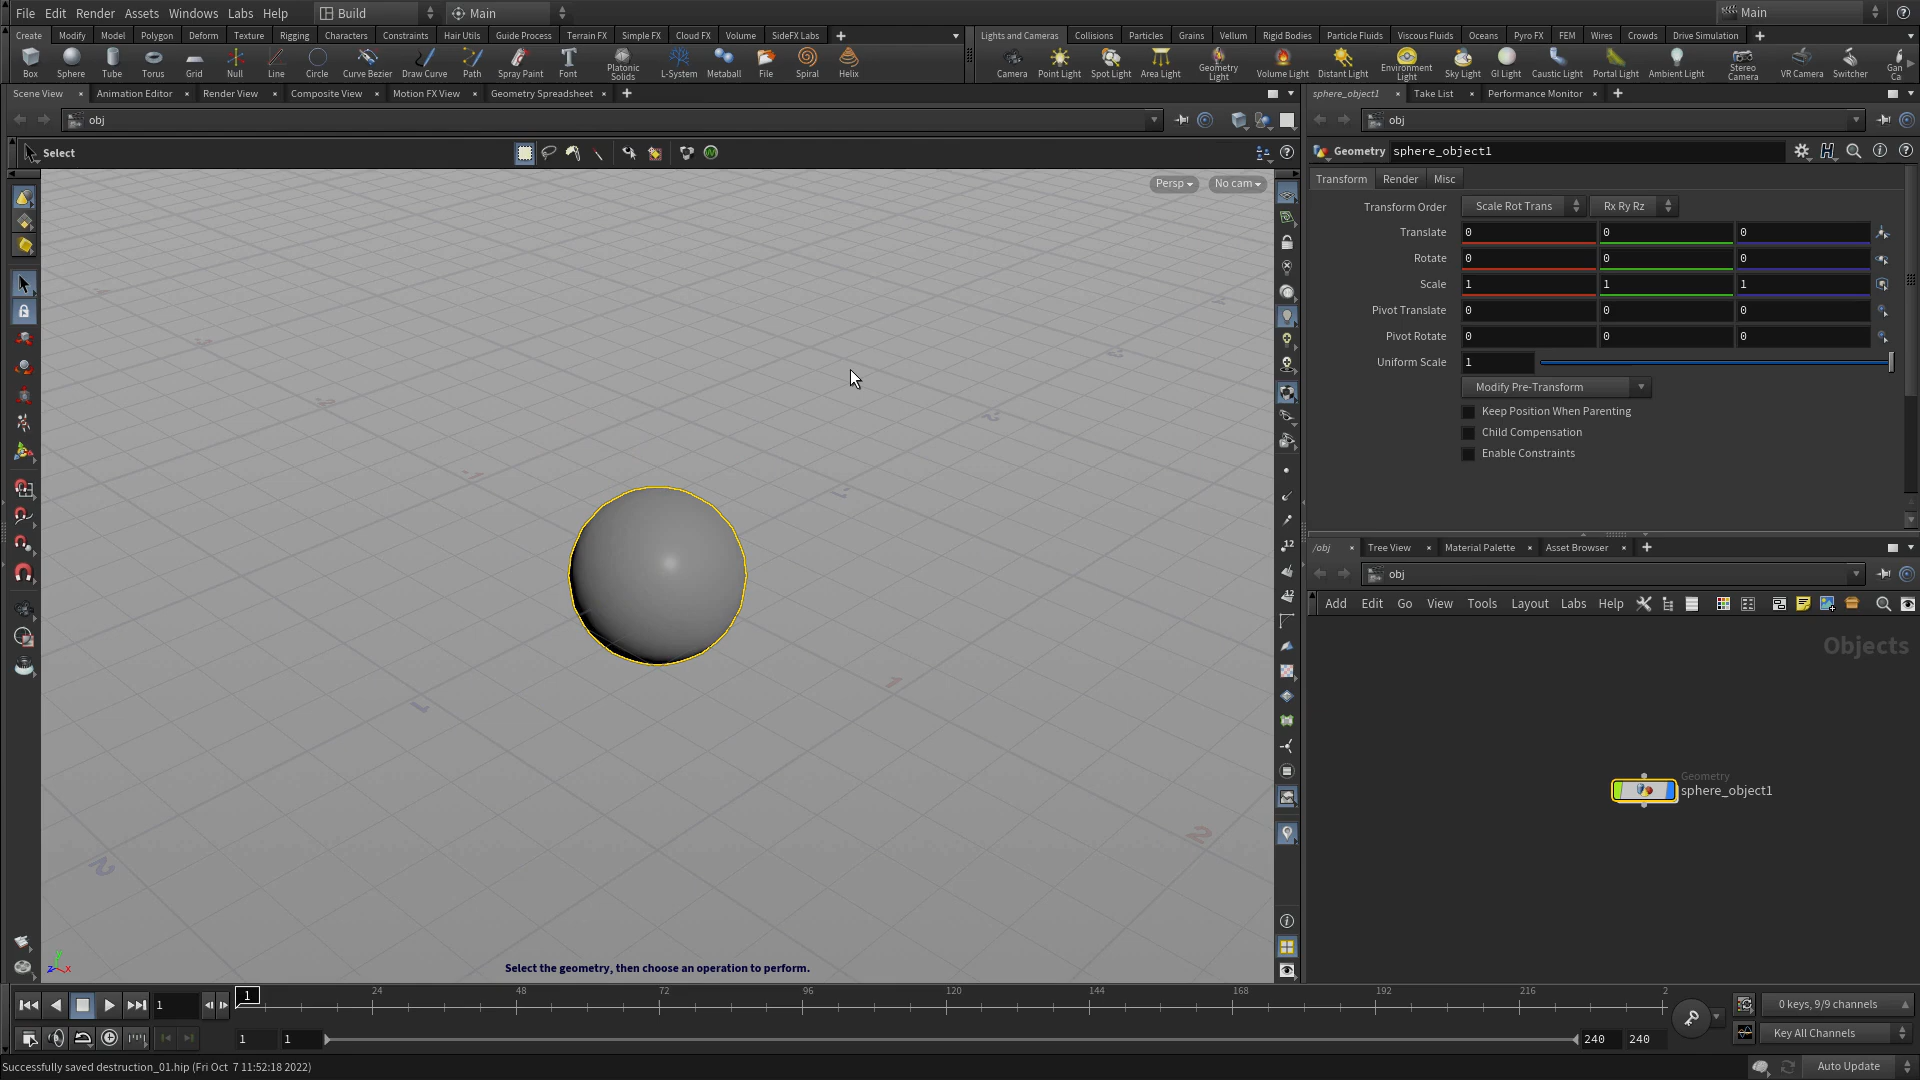 File Edit Render Assets Windows Labs Help Build Main Main
Create Modify Model Polygon Deform Texture Rigging Characters Constraints Hair Utils Guide Process Terrain FX Simple FX Cloud FX Volume SideFX Labs
Lights and Cameras Collisions Particles Grains Vellum Rigid Bodies Particle Fluids Viscous Fluids Oceans Pyro FX FEM Wires Crowds Drive Simulation
Box Sphere Tube Torus Grid Null Line Circle Curve Bezier Draw Curve Path Spray Paint Font Platonic Solids L-System Metaball File Spiral Helix
Camera Point Light Spot Light Area Light Geometry Light Volume Light Distant Light Environment Light Sky Light GI Light Caustic Light Portal Light Ambient Light Stereo Camera VR Camera Switcher Gan Ca
Scene View Animation Editor Render View Composite View Motion FX View Geometry Spreadsheet
sphere_object1 Take List Performance Monitor
obj
obj
Select
Persp No cam
Geometry sphere_object1
Transform Render Misc
Transform Order Scale Rot Trans Rx Ry Rz
Translate 0 0 0
Rotate 0 0 0
Scale 1 1 1
Pivot Translate 0 0 0
Pivot Rotate 0 0 0
Uniform Scale 1
Modify Pre-Transform
Keep Position When Parenting
Child Compensation
Enable Constraints
/obj Tree View Material Palette Asset Browser
obj
Add Edit Go View Tools Layout Labs Help
Objects
Geometry
sphere_object1
12
12
1
1
2
2
z y x
Select the geometry, then choose an operation to perform.
1 1 24 48 72 96 120 144 168 192 216 2
0 keys, 9/9 channels
1 1 240 240
Key All Channels
Successfully saved destruction_01.hip (Fri Oct 7 11:52:18 2022)
Auto Update